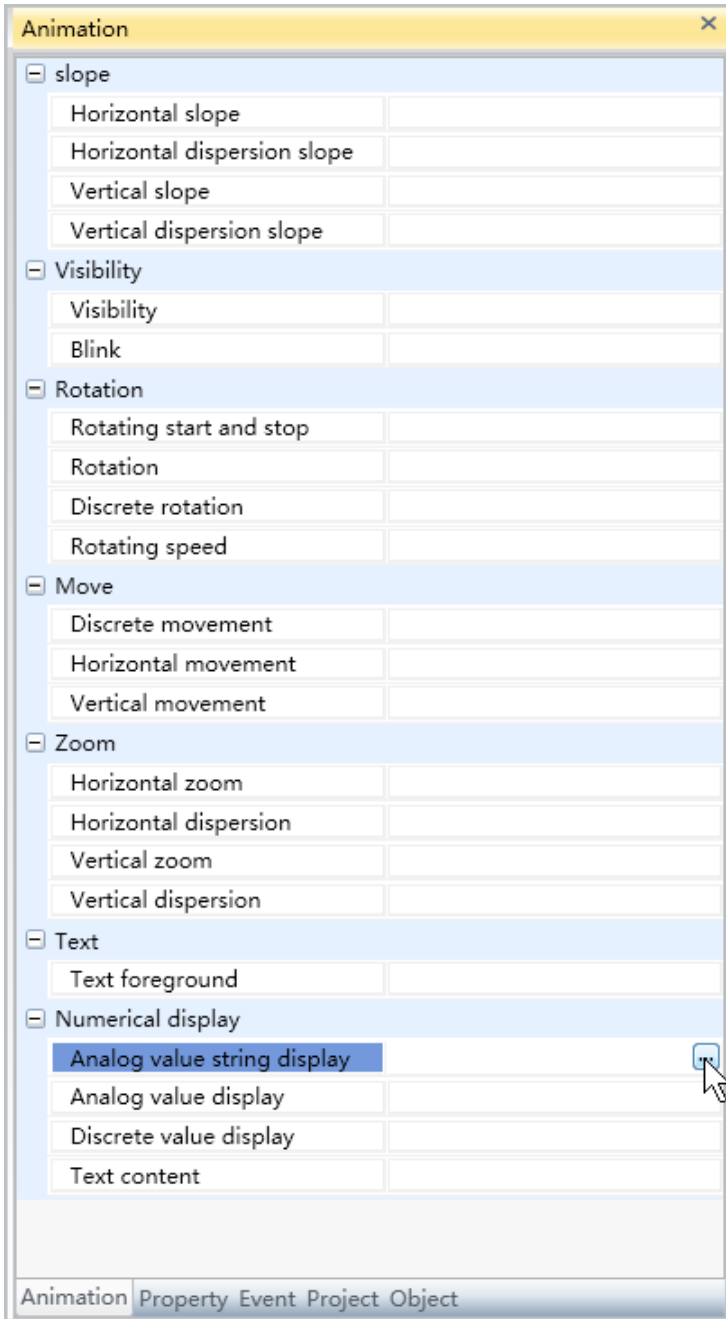 Animation
slope
Horizontal slope
Horizontal dispersion slope
Vertical slope
Vertical dispersion slope
Visibility
Visibility
Blink
Rotation
Rotating start and stop
Rotation
Discrete rotation
Rotating speed
Move
Discrete movement
Horizontal movement
Vertical movement
Zoom
Horizontal zoom
Horizontal dispersion
Vertical zoom
Vertical dispersion
Text
Text foreground
Numerical display
Analog value string display ...
Analog value display
Discrete value display
Text content
Animation Property Event Project Object